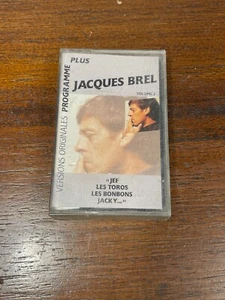 PLUS
PROGRAMME
VERSIONS ORIGINALES
JACQUES BREL
VOLUME 2
"JEF
LES TOROS
LES BONBONS
JACKY..."